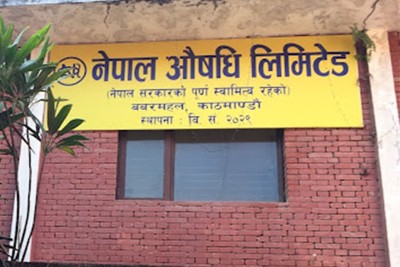 नेपाल औषधि लिमिटेड
(नेपाल सरकारको पुर्ण स्वामित्व रहेको)
बबरमहल, काठमाण्डौ
स्थापना : बि. सं. २०२९